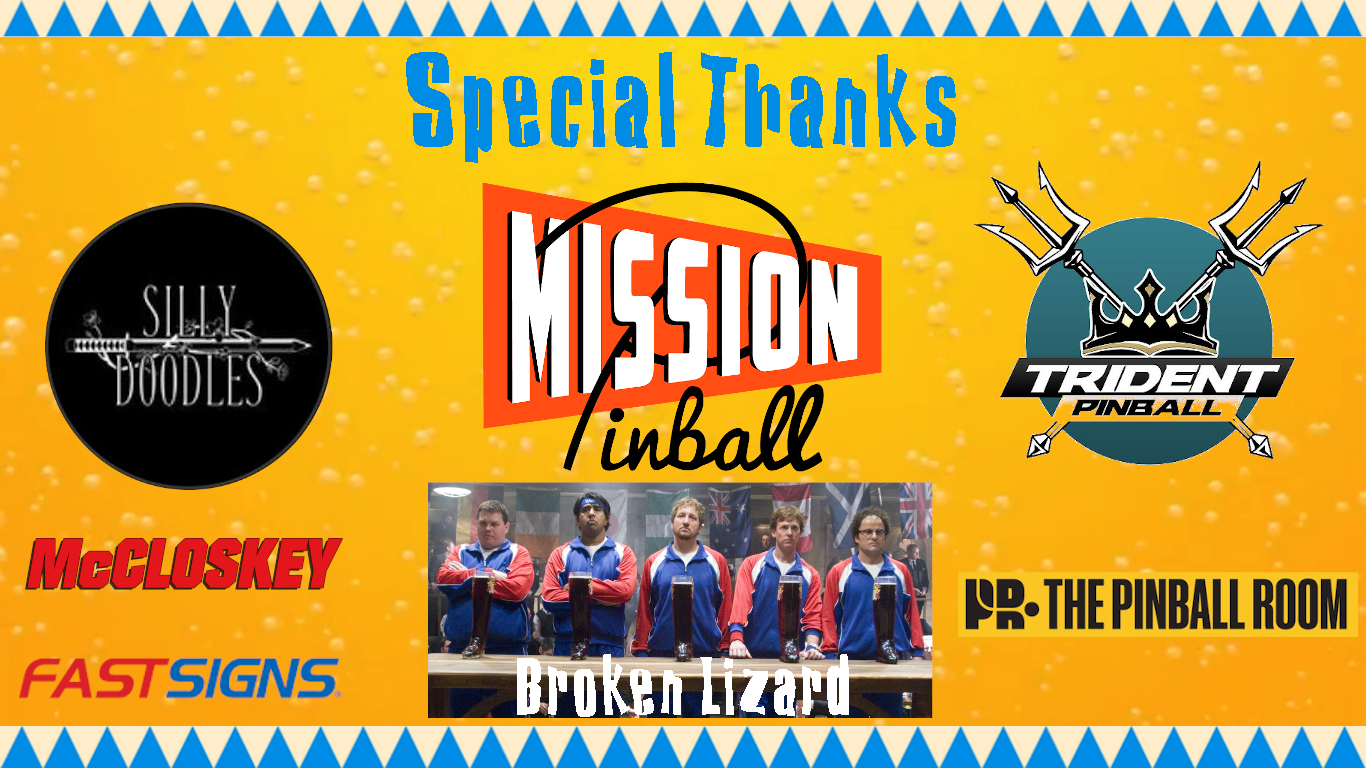 Special Thanks
SILLY
DOODLES
MISSION
Pinball
TRIDENT
PINBALL
McCLOSKEY
FASTSIGNS®
PR. THE PINBALL ROOM
Broken Lizard